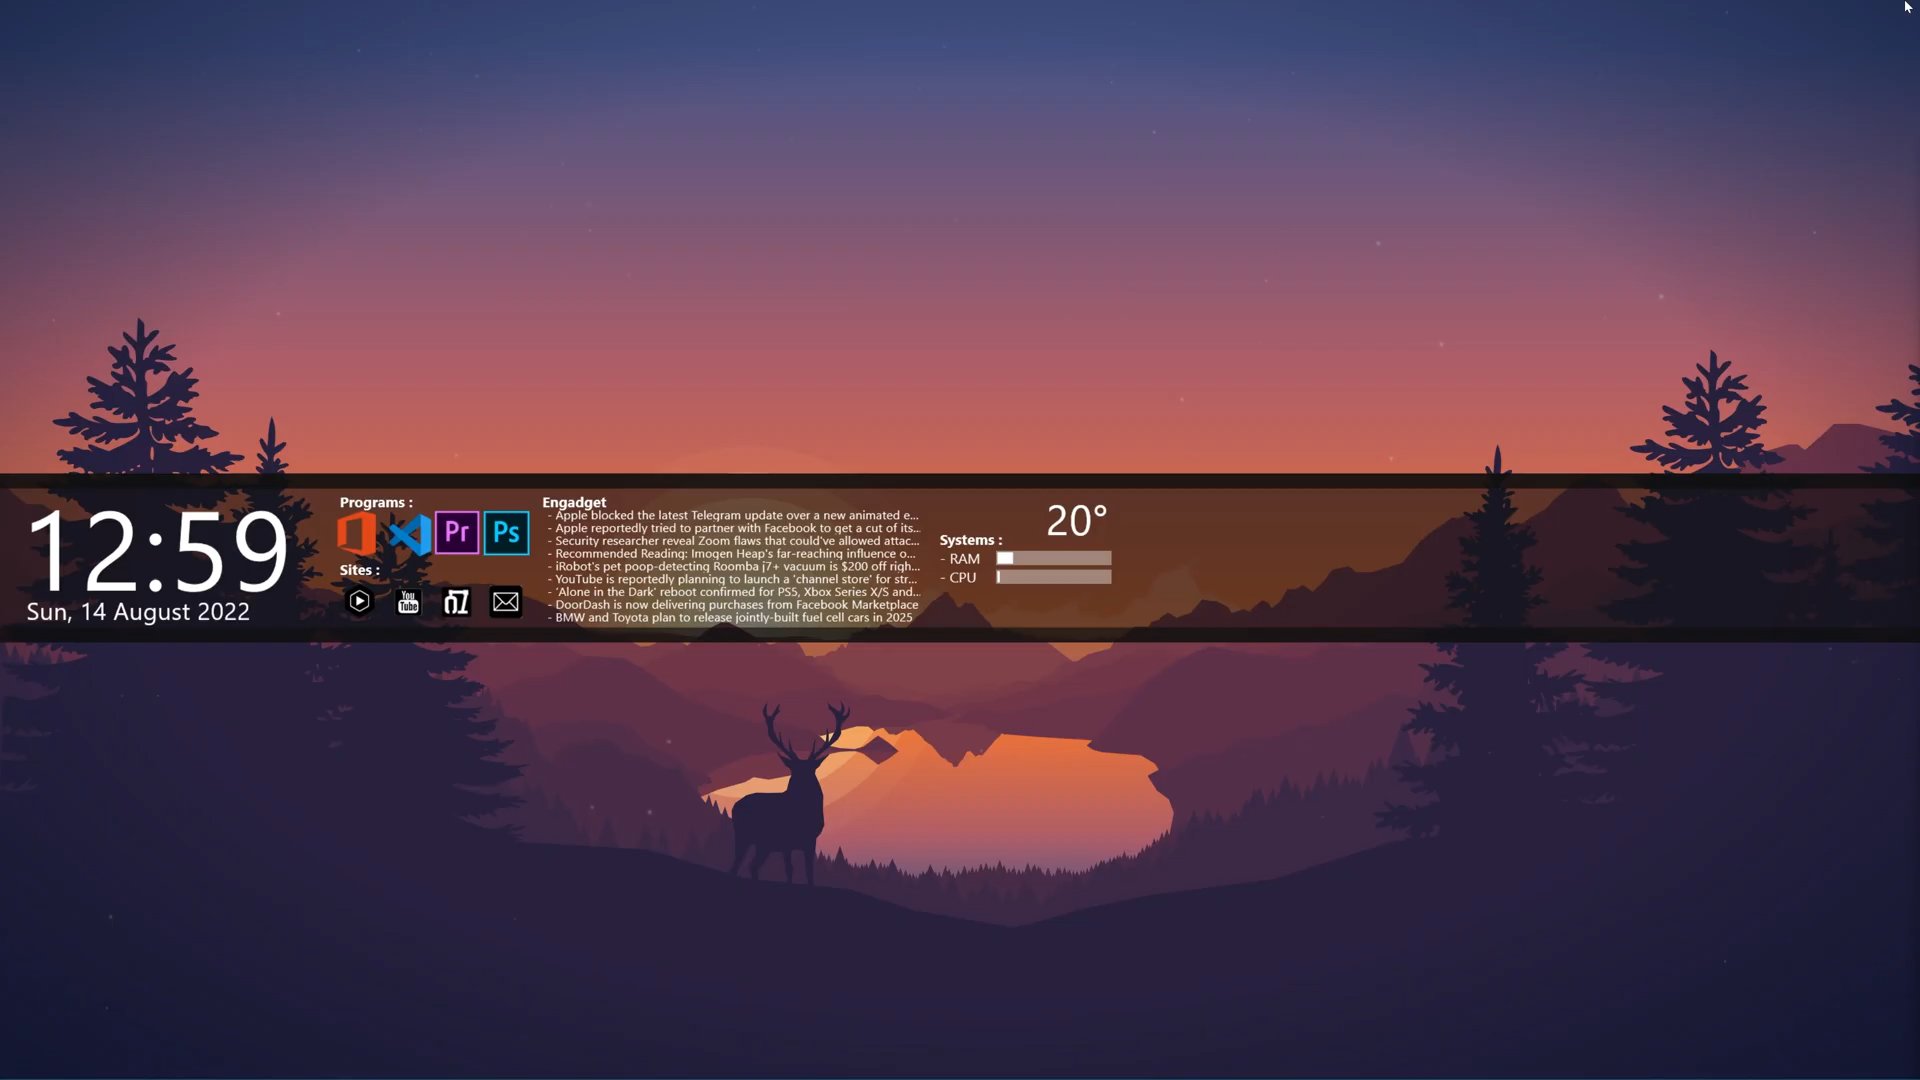 12:59
Sun, 14 August 2022
Programs :
Pr
Ps
Sites :
You
Tube
Engadget
- Apple blocked the latest Telegram update over a new animated e...
- Apple reportedly tried to partner with Facebook to get a cut of its...
- Security researcher reveal Zoom flaws that could've allowed attac...
- Recommended Reading: Imogen Heap's far-reaching influence o...
- iRobot's pet poop-detecting Roomba j7+ vacuum is $200 off righ...
- YouTube is reportedly planning to launch a 'channel store' for str...
- 'Alone in the Dark' reboot confirmed for PS5, Xbox Series X/S and...
- DoorDash is now delivering purchases from Facebook Marketplace
- BMW and Toyota plan to release jointly-built fuel cell cars in 2025
20°
Systems :
- RAM
- CPU